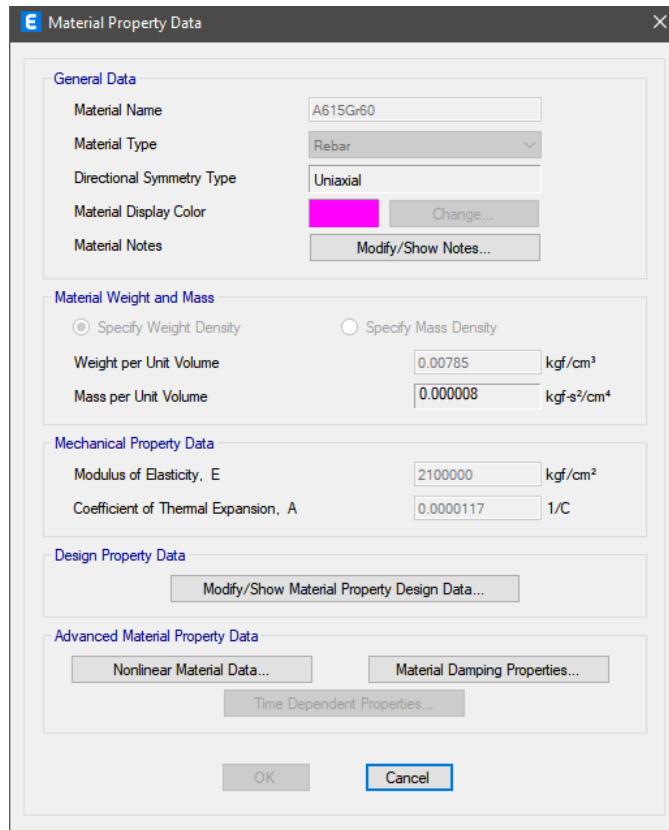 E Material Property Data
General Data
Material Name A615Gr60
Material Type Rebar
Directional Symmetry Type Uniaxial
Material Display Color Change...
Material Notes Modify/Show Notes...
Material Weight and Mass
Specify Weight Density Specify Mass Density
Weight per Unit Volume 0.00785 kgf/cm³
Mass per Unit Volume 0.000008 kgf-s²/cm⁴
Mechanical Property Data
Modulus of Elasticity, E 2100000 kgf/cm²
Coefficient of Thermal Expansion, A 0.0000117 1/C
Design Property Data
Modify/Show Material Property Design Data...
Advanced Material Property Data
Nonlinear Material Data... Material Damping Properties...
Time Dependent Properties...
OK Cancel